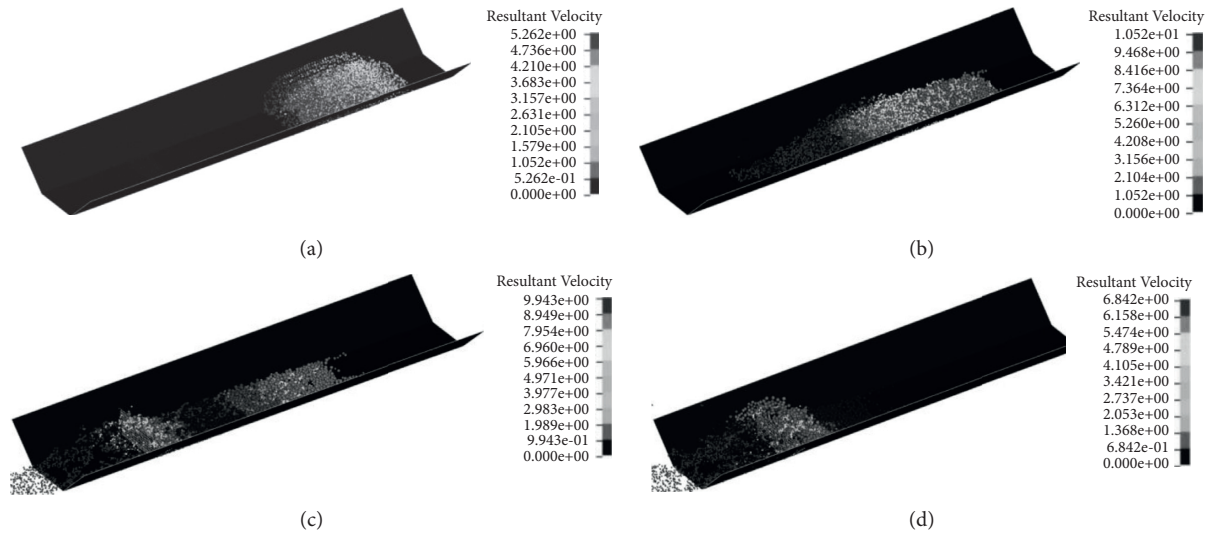 Resultant Velocity
5.262e+00
4.736e+00
4.210e+00
3.683e+00
3.157e+00
2.631e+00
2.105e+00
1.579e+00
1.052e+00
5.262e-01
0.000e+00
(a)
Resultant Velocity
1.052e+01
9.468e+00
8.416e+00
7.364e+00
6.312e+00
5.260e+00
4.208e+00
3.156e+00
2.104e+00
1.052e+00
0.000e+00
(b)
Resultant Velocity
9.943e+00
8.949e+00
7.954e+00
6.960e+00
5.966e+00
4.971e+00
3.977e+00
2.983e+00
1.989e+00
9.943e-01
0.000e+00
(c)
Resultant Velocity
6.842e+00
6.158e+00
5.474e+00
4.789e+00
4.105e+00
3.421e+00
2.737e+00
2.053e+00
1.368e+00
6.842e-01
0.000e+00
(d)